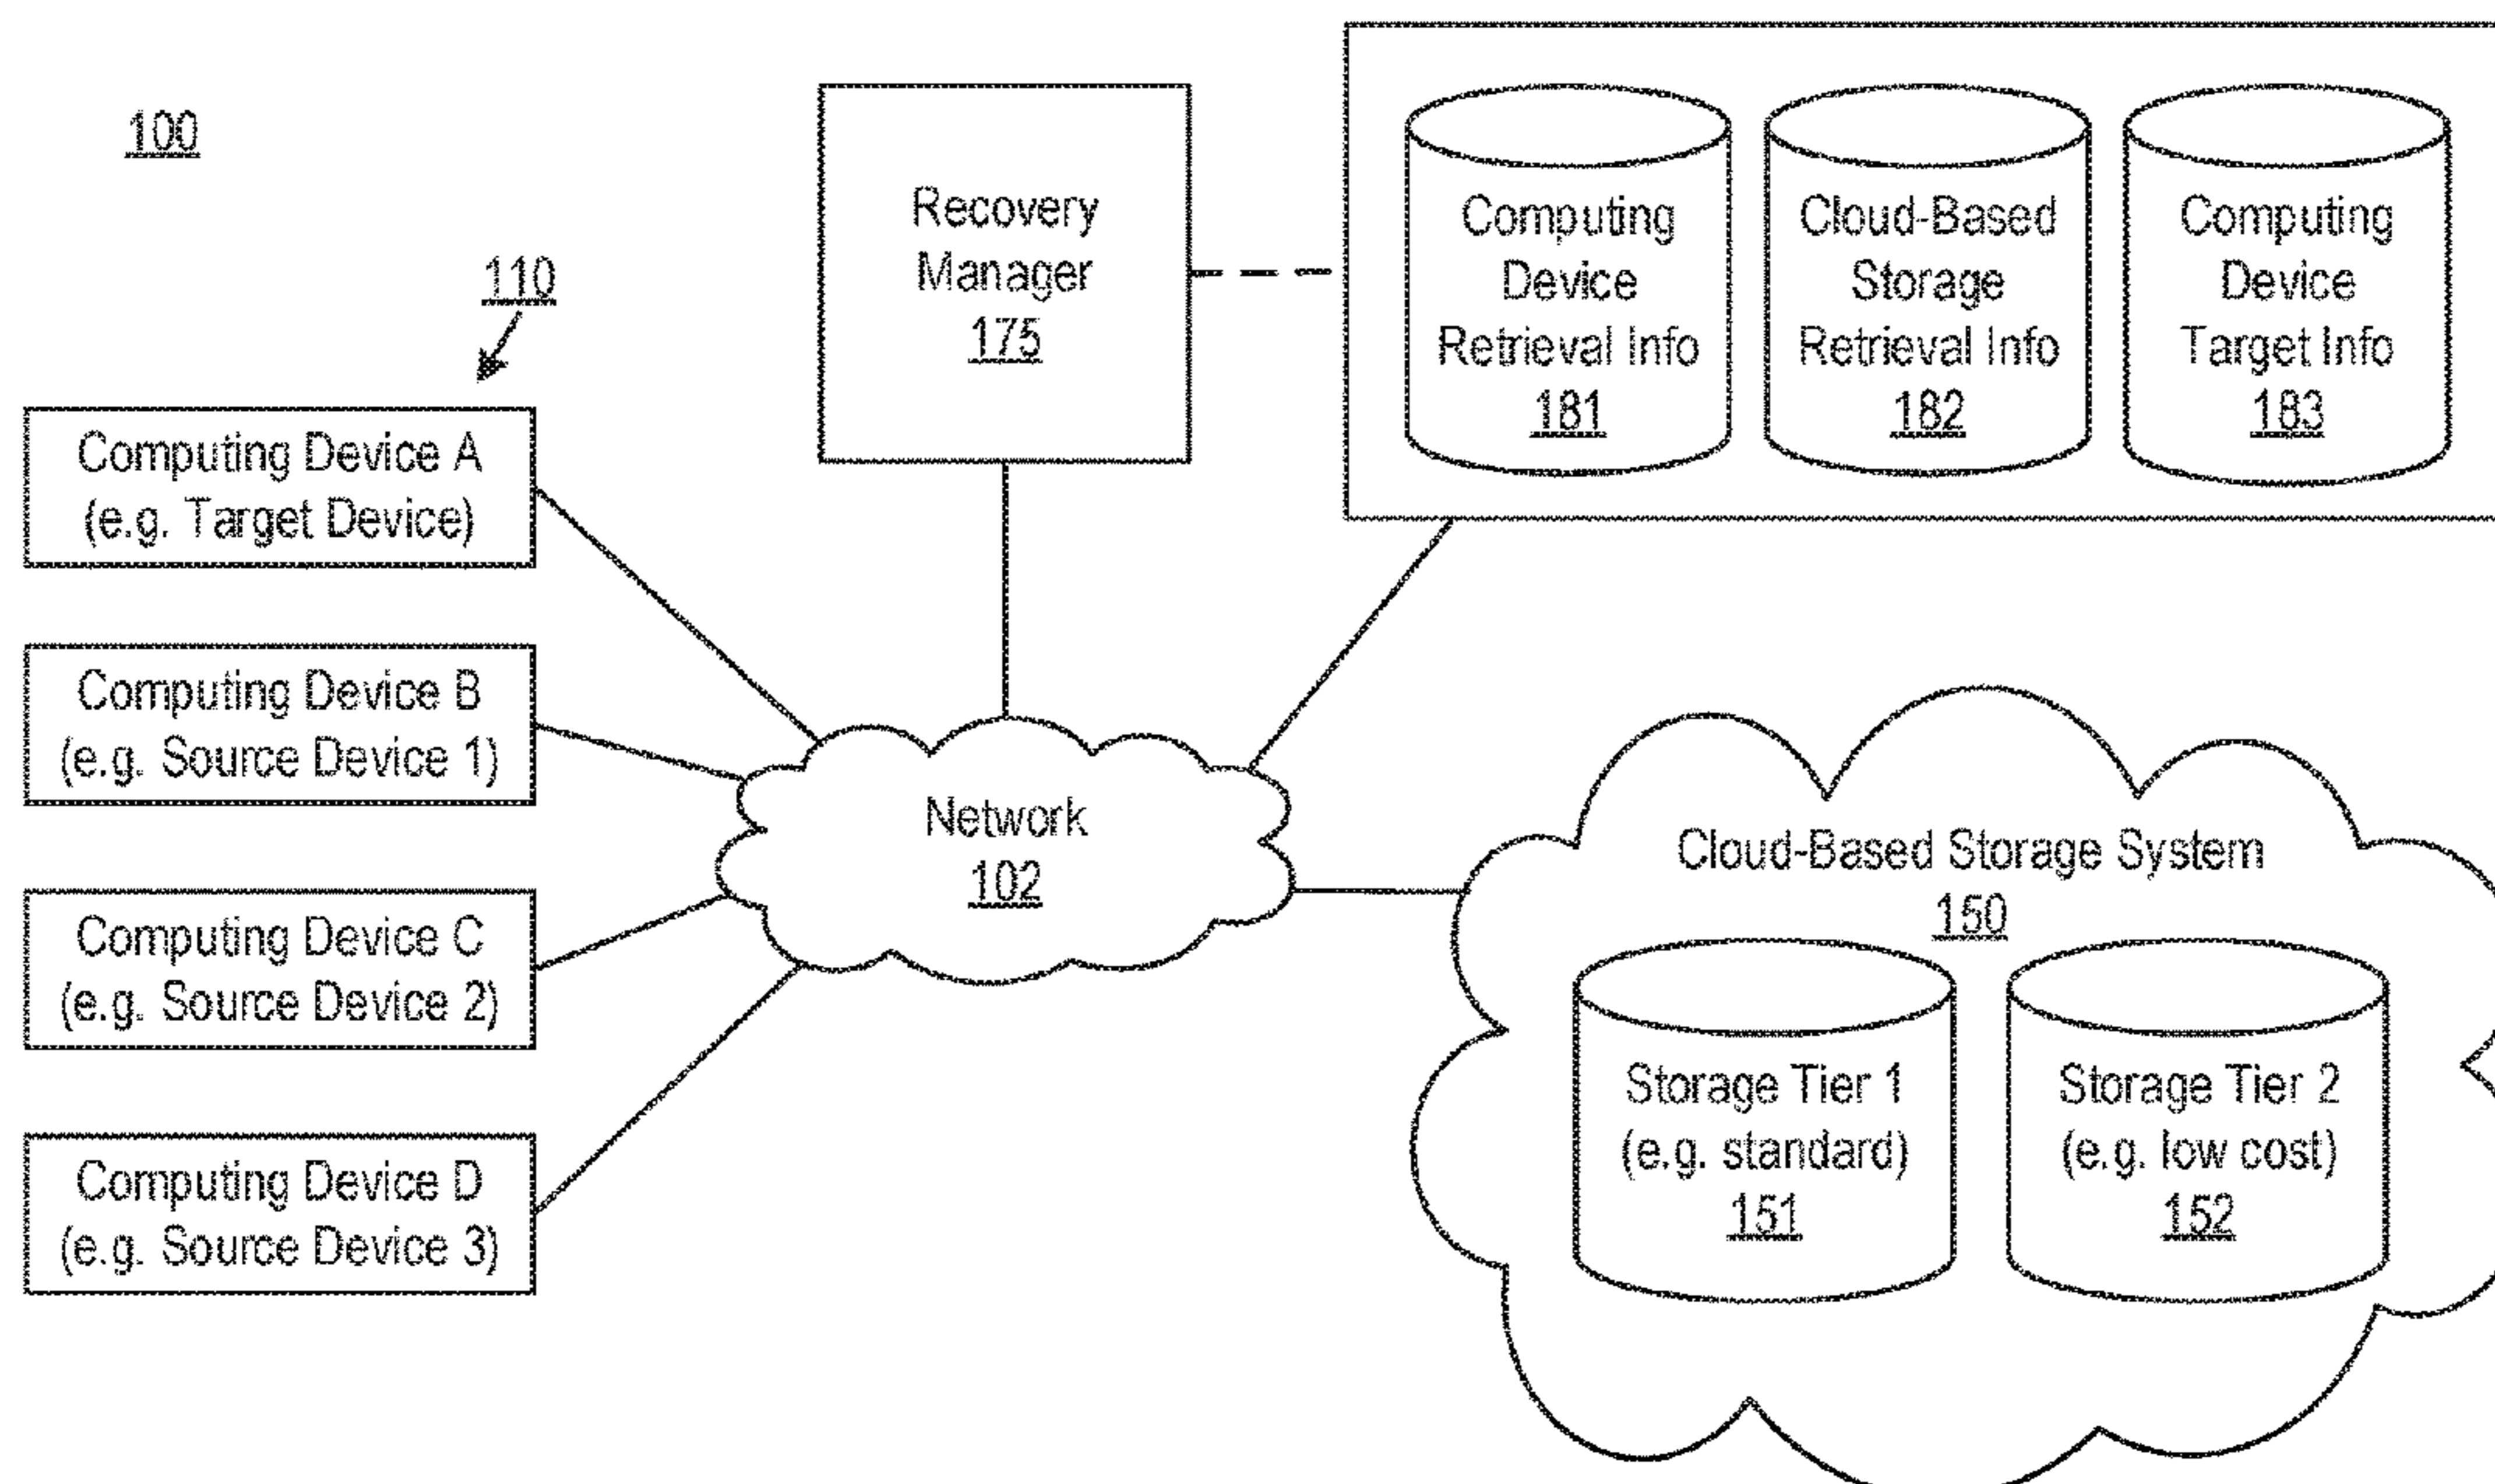 100
110
Recovery
Manager
175
Computing
Device
Retrieval Info
181
Cloud-Based
Storage
Retrieval Info
182
Computing
Device
Target Info
183
Computing Device A
(e.g. Target Device)
Computing Device B
(e.g. Source Device 1)
Computing Device C
(e.g. Source Device 2)
Computing Device D
(e.g. Source Device 3)
Network
102
Cloud-Based Storage System
150
Storage Tier 1
(e.g. standard)
151
Storage Tier 2
(e.g. low cost)
152